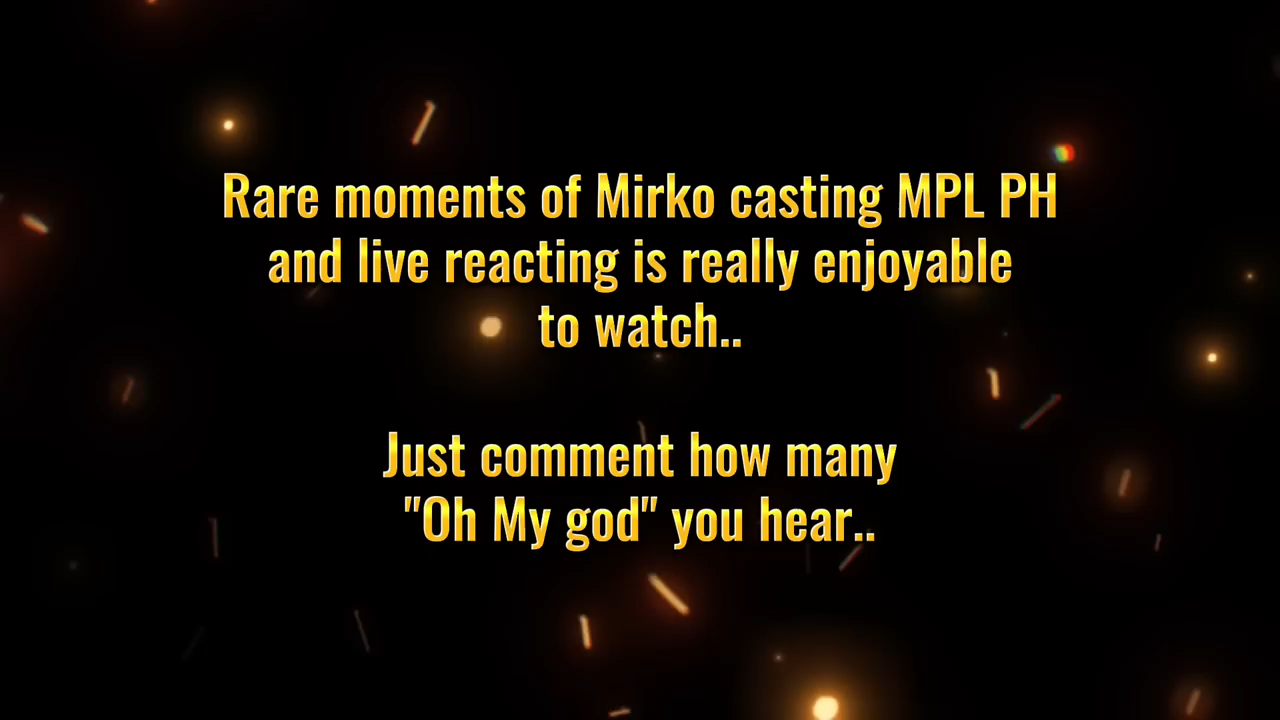 Rare moments of Mirko casting MPL PH
and live reacting is really enjoyable
to watch..
Just comment how many
"Oh My god" you hear..